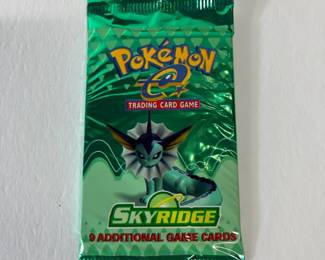 POKéMON
e
TRADING CARD GAME
SKYRIDGE
9 ADDITIONAL GAME CARDS